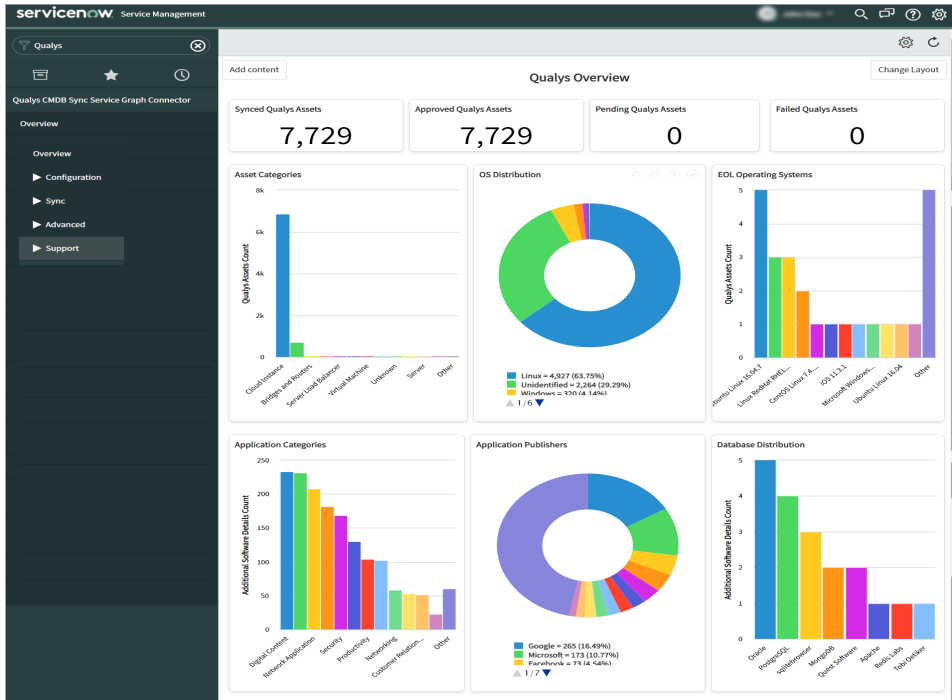 servicenow. Service Management
Qualys
Qualys CMDB Sync Service Graph Connector
Overview
Overview
Configuration
Sync
Advanced
Support
Add content
Qualys Overview
Change Layout
Synced Qualys Assets
7,729
Approved Qualys Assets
7,729
Pending Qualys Assets
0
Failed Qualys Assets
0
Asset Categories
8k
6k
4k
2k
0
Qualys Assets Count
Cloud Instance
Bridges and Routers
Server Load Balancer
Virtual Machine
Unknown
Server
Other
OS Distribution
Linux = 4,927 (63.75%)
Unidentified = 2,264 (29.29%)
Windows = 320 (4.14%)
1 / 6
EOL Operating Systems
5
4
3
2
1
0
Qualys Assets Count
buntu Linux 16.04.7
Linux RedHat RHEL...
CentOS Linux 7.4....
iOS 11.3.1
Microsoft Windows...
Ubuntu Linux 16.04
Other
Application Categories
250
200
150
100
50
0
Additional Software Details Count
Digital Content
Network Application
Security
Productivity
Networking
Customer Relation...
Other
Application Publishers
Google = 265 (16.49%)
Microsoft = 173 (10.77%)
Facebook = 73 (4.54%)
1 / 7
Database Distribution
5
4
3
2
1
0
Additional Software Details Count
Oracle
PostgreSQL
sqlitebrowser
MongoDB
Quest Software
Apache
Redis Labs
Tobi Oetiker